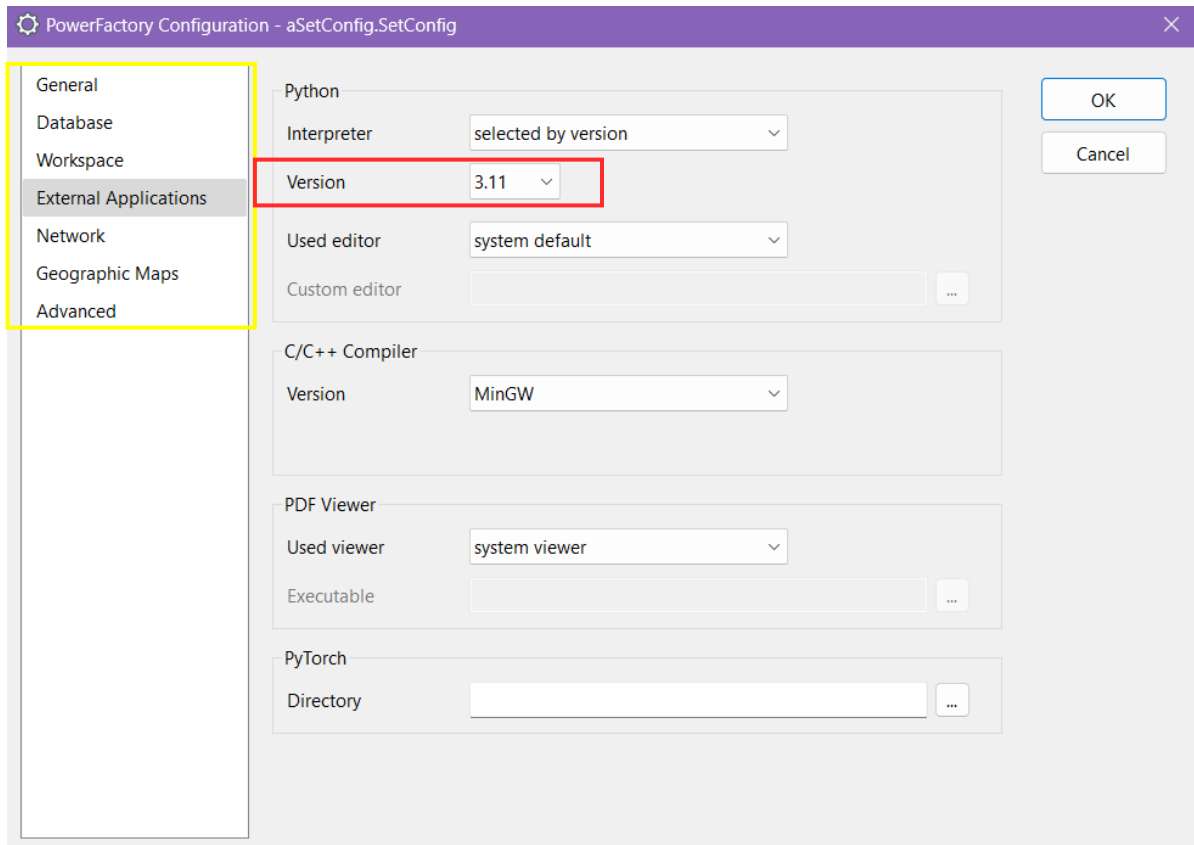 PowerFactory Configuration - aSetConfig.SetConfig
General
Database
Workspace
External Applications
Network
Geographic Maps
Advanced
Python
Interpreter selected by version
Version 3.11
Used editor system default
Custom editor ...
C/C++ Compiler
Version MinGW
PDF Viewer
Used viewer system viewer
Executable ...
PyTorch
Directory ...
OK
Cancel